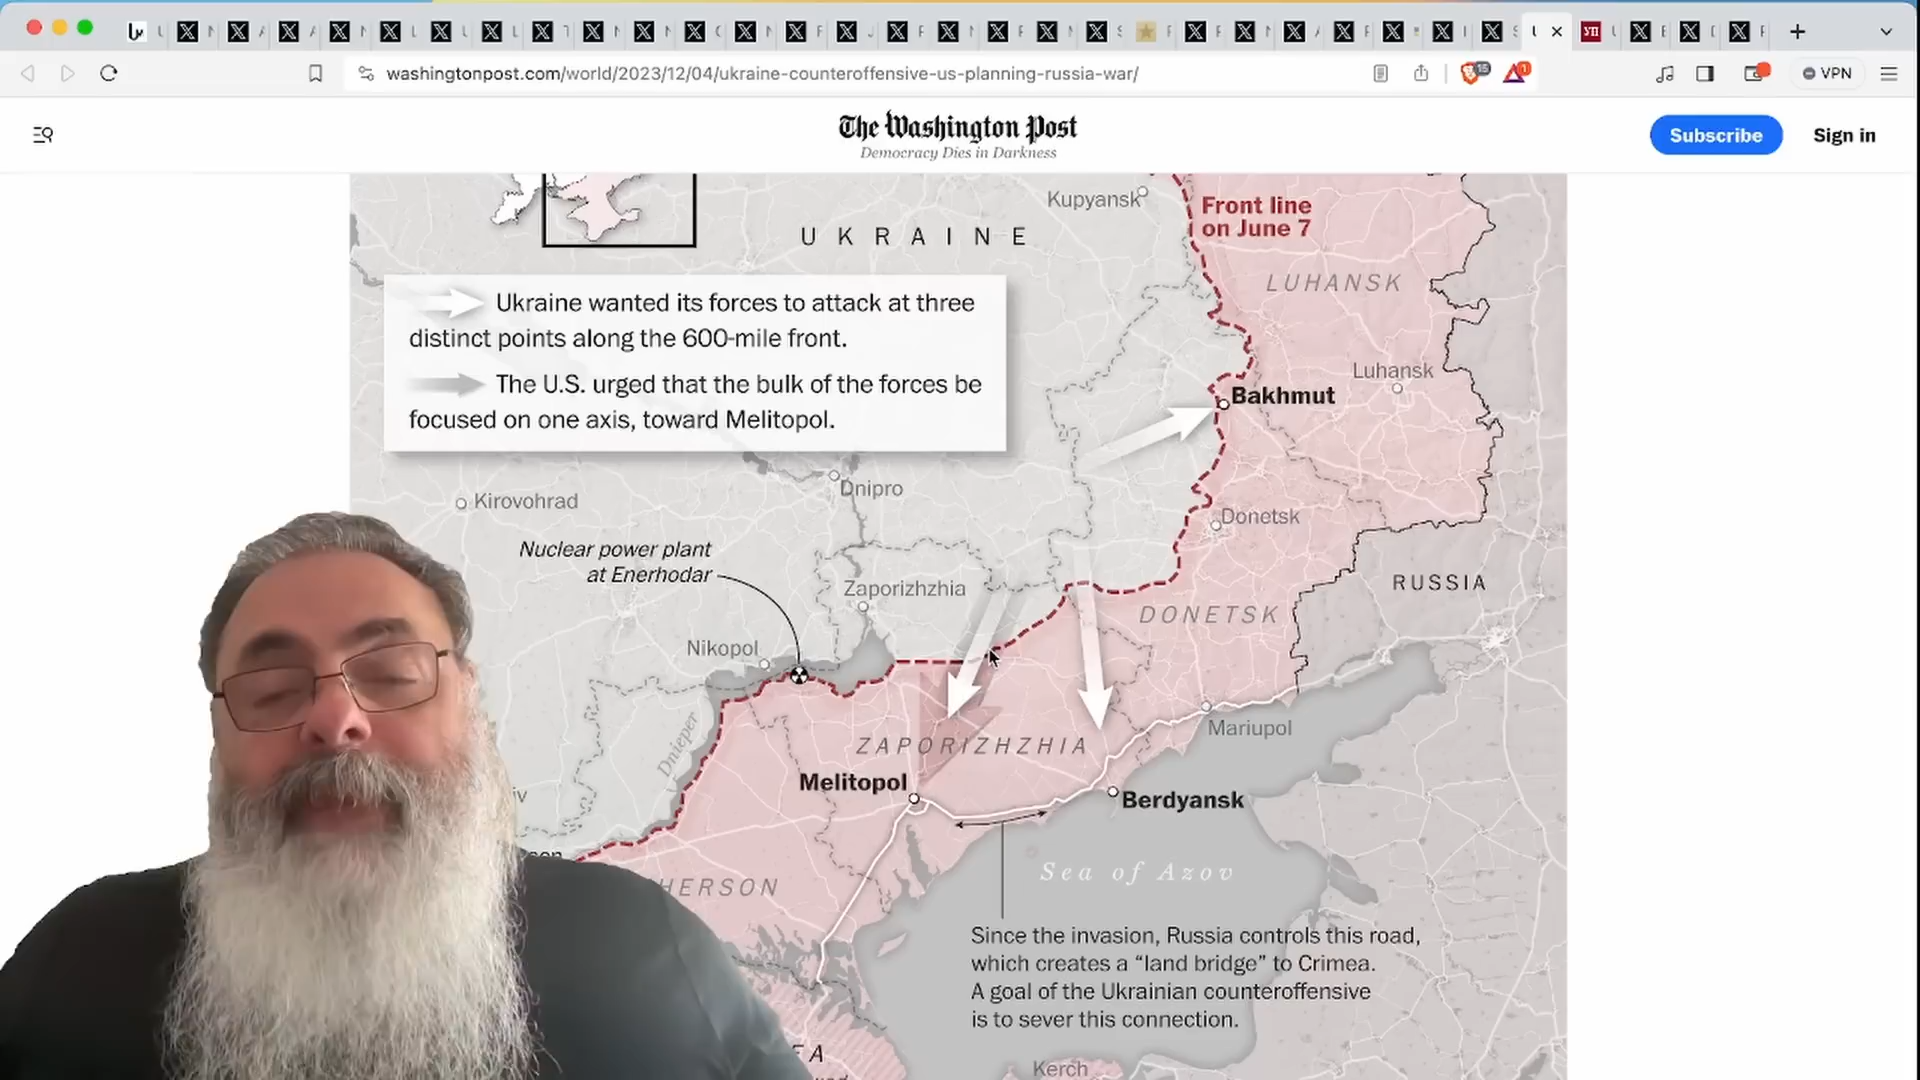 washingtonpost.com/world/2023/12/04/ukraine-counteroffensive-us-planning-russia-war/
15
1
VPN
The Washington Post
Democracy Dies in Darkness
Subscribe
Sign in
Kupyansk
Front line
on June 7
UKRAINE
LUHANSK
Ukraine wanted its forces to attack at three
distinct points along the 600-mile front.
The U.S. urged that the bulk of the forces be
focused on one axis, toward Melitopol.
Luhansk
Bakhmut
Dnipro
Kirovohrad
Donetsk
Nuclear power plant
at Enerhodar
Zaporizhzhia
RUSSIA
DONETSK
Nikopol
Dnieper
Mariupol
ZAPORIZHZHIA
Melitopol
Berdyansk
Sea of Azov
HERSON
Since the invasion, Russia controls this road,
which creates a “land bridge” to Crimea.
A goal of the Ukrainian counteroffensive
is to sever this connection.
EA
Kerch